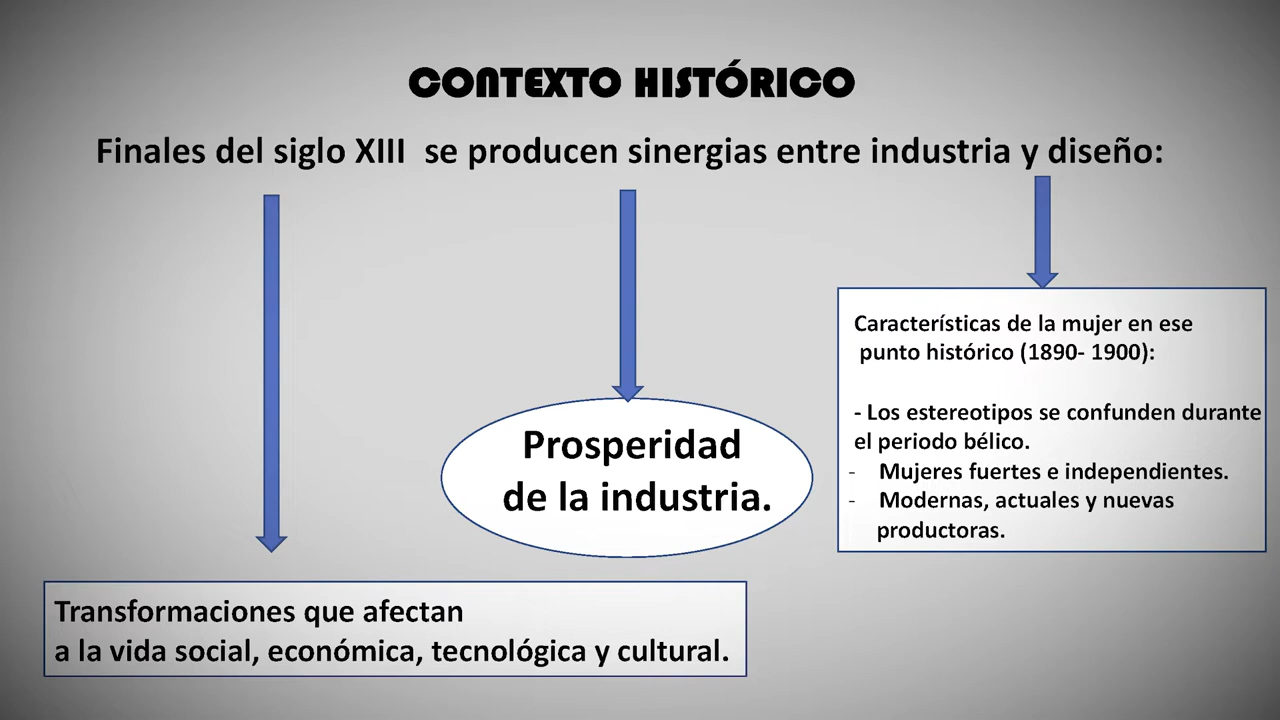 CONTEXTO HISTÓRICO
Finales del siglo XIII se producen sinergias entre industria y diseño:
Características de la mujer en ese
punto histórico (1890- 1900):
- Los estereotipos se confunden durante
el periodo bélico.
- Mujeres fuertes e independientes.
- Modernas, actuales y nuevas
productoras.
Prosperidad
de la industria.
Transformaciones que afectan
a la vida social, económica, tecnológica y cultural.